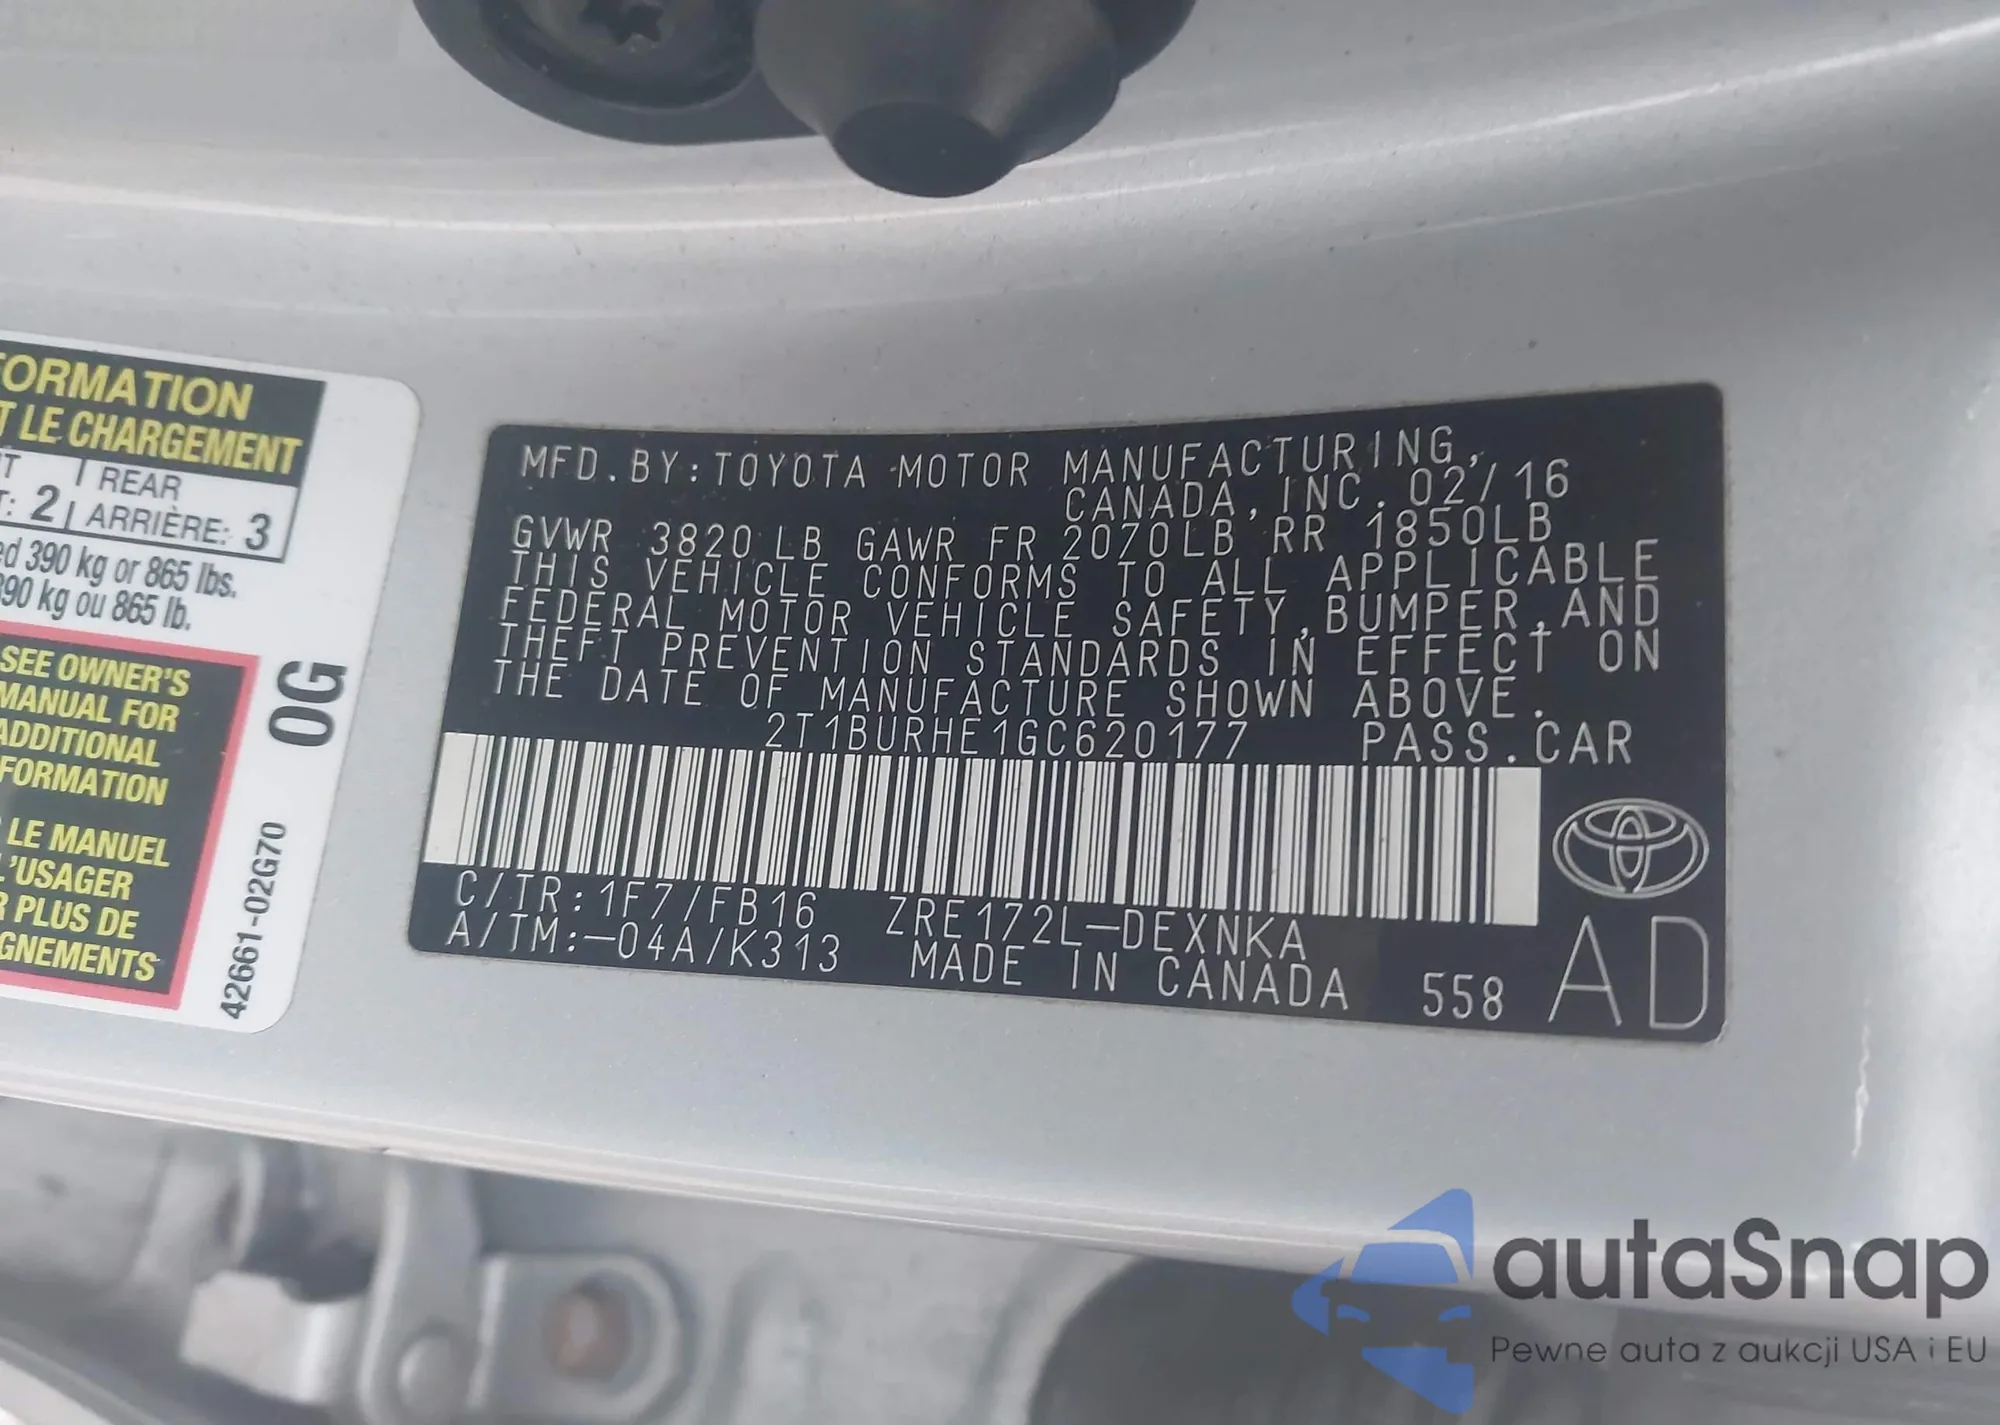 FORMATION
T LE CHARGEMENT
REAR
2 ARRIÈRE: 3
ed 390 kg or 865 lbs.
390 kg ou 865 lb.
SEE OWNER'S
MANUAL FOR
ADDITIONAL
FORMATION
LE MANUEL
L'USAGER
R PLUS DE
GNEMENTS
0G
42661-02G70
MFD.BY:TOYOTA MOTOR MANUFACTURING,
CANADA,INC.02/16
GVWR 3820LB GAWR FR 2070LB RR 1850LB
THIS VEHICLE CONFORMS TO ALL APPLICABLE
FEDERAL MOTOR VEHICLE SAFETY,BUMPER,AND
THEFT PREVENTION STANDARDS IN EFFECT ON
THE DATE OF MANUFACTURE SHOWN ABOVE.
2T1BURHE1GC620177 PASS.CAR
C/TR:1F7/FB16 ZRE172L-DEXNKA
A/TM:-04A/K313 MADE IN CANADA 558
AD
autaSnap
Pewne auta z aukcji USA i EU